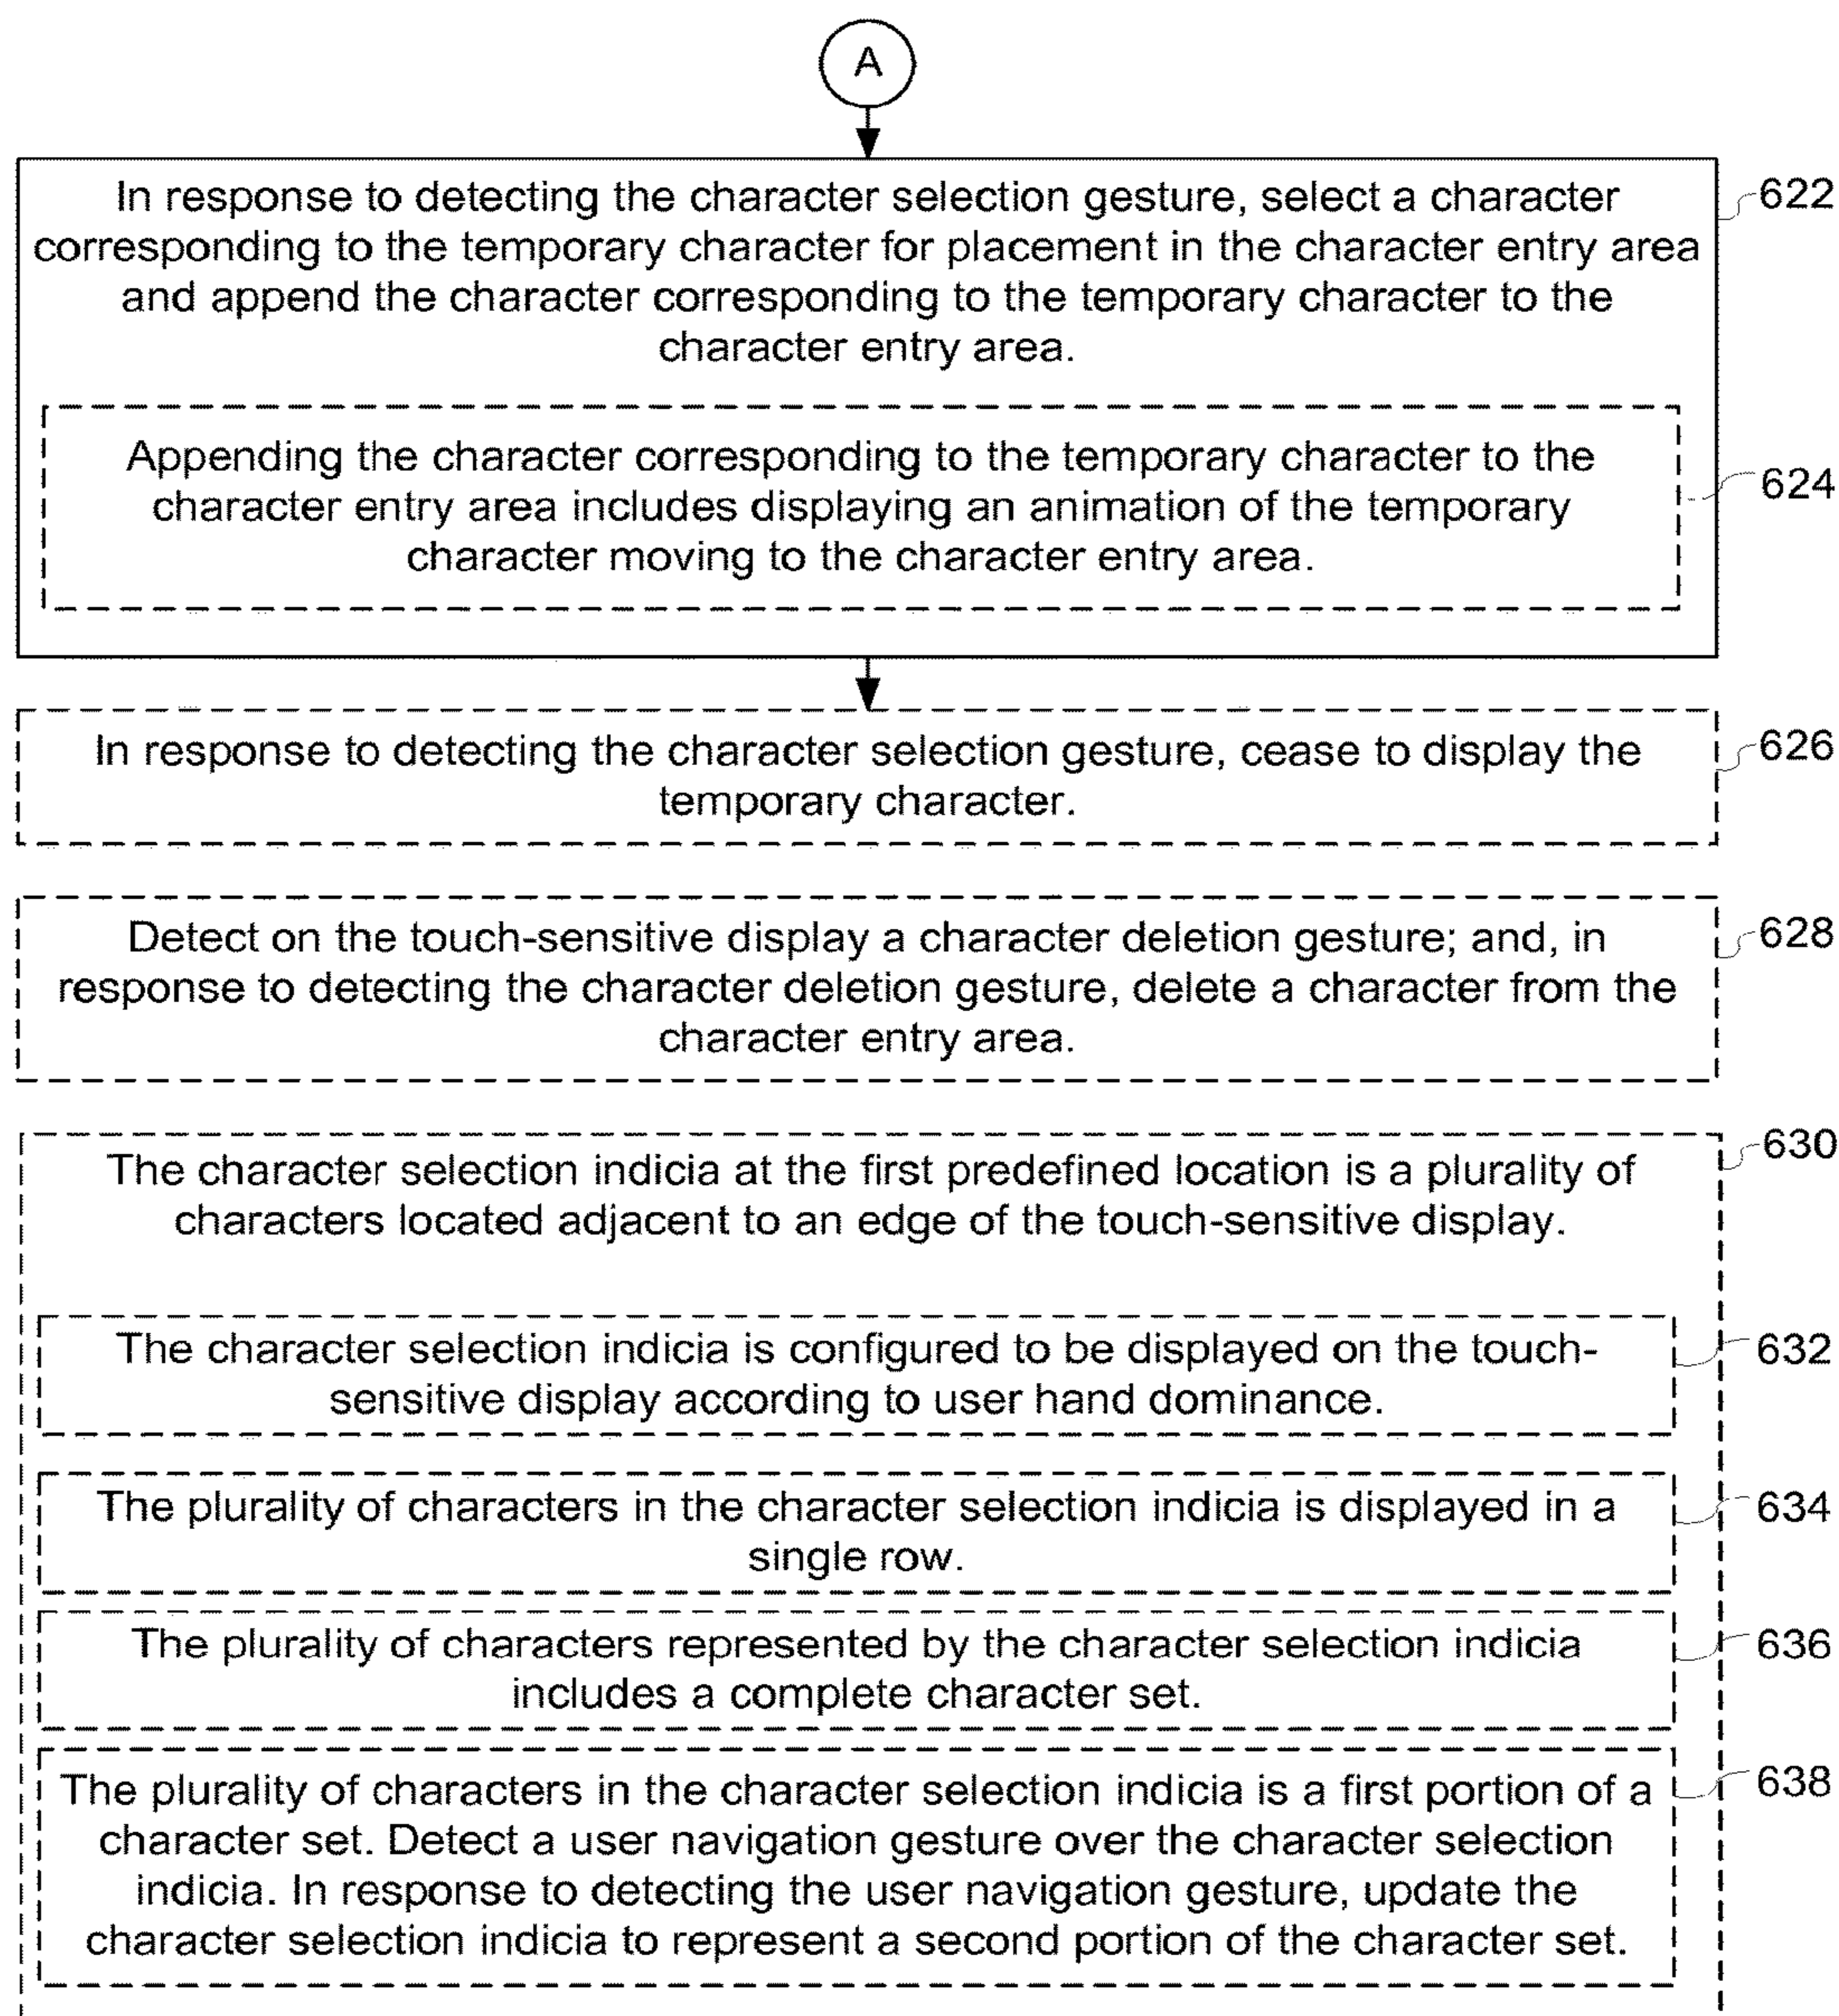 A
In response to detecting the character selection gesture, select a character
corresponding to the temporary character for placement in the character entry area
and append the character corresponding to the temporary character to the
character entry area.
622
Appending the character corresponding to the temporary character to the
character entry area includes displaying an animation of the temporary
character moving to the character entry area.
624
In response to detecting the character selection gesture, cease to display the
temporary character.
626
Detect on the touch-sensitive display a character deletion gesture; and, in
response to detecting the character deletion gesture, delete a character from the
character entry area.
628
The character selection indicia at the first predefined location is a plurality of
characters located adjacent to an edge of the touch-sensitive display.
630
The character selection indicia is configured to be displayed on the touch-
sensitive display according to user hand dominance.
632
The plurality of characters in the character selection indicia is displayed in a
single row.
634
The plurality of characters represented by the character selection indicia
includes a complete character set.
636
The plurality of characters in the character selection indicia is a first portion of a
character set. Detect a user navigation gesture over the character selection
indicia. In response to detecting the user navigation gesture, update the
character selection indicia to represent a second portion of the character set.
638